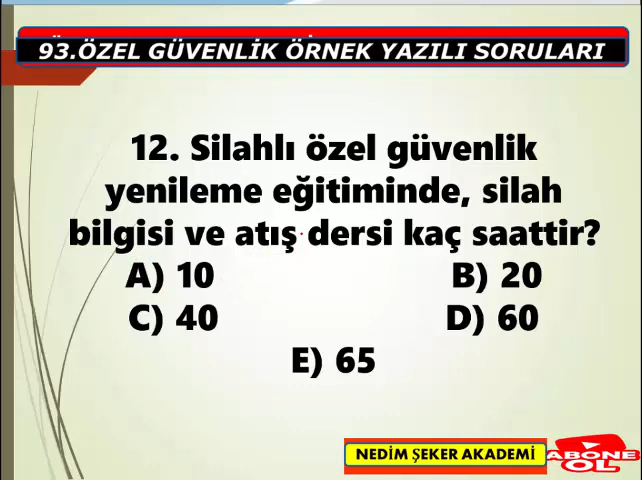 93.ÖZEL GÜVENLİK ÖRNEK YAZILI SORULARI
12. Silahlı özel güvenlik
yenileme eğitiminde, silah
bilgisi ve atış dersi kaç saattir?
A) 10 B) 20
C) 40 D) 60
E) 65
NEDİM ŞEKER AKADEMİ
ABONE
OL